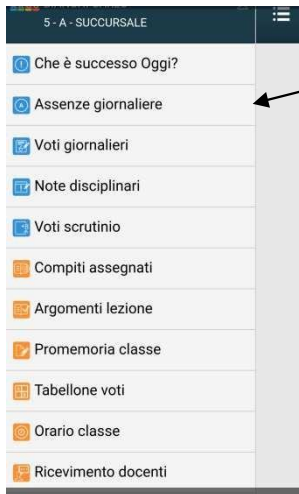 5 - A - SUCCURSALE
Che è successo Oggi?
Assenze giornaliere
Voti giornalieri
Note disciplinari
Voti scrutinio
Compiti assegnati
Argomenti lezione
Promemoria classe
Tabellone voti
Orario classe
Ricevimento docenti